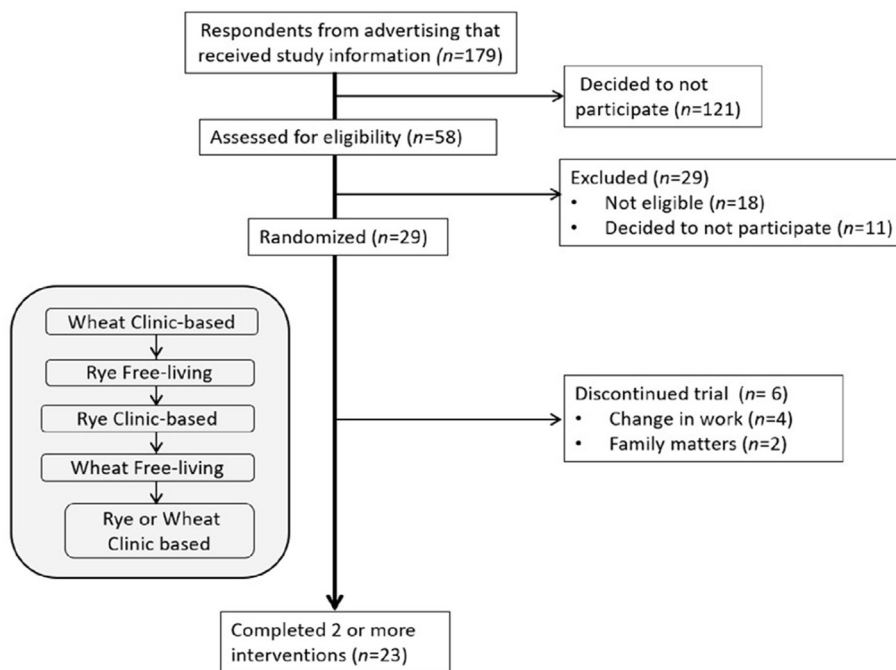 Respondents from advertising that
received study information (n=179)
Decided to not
participate (n=121)
Assessed for eligibility (n=58)
Excluded (n=29)
• Not eligible (n=18)
• Decided to not participate (n=11)
Randomized (n=29)
Wheat Clinic-based
Rye Free-living
Rye Clinic-based
Wheat Free-living
Rye or Wheat
Clinic based
Discontinued trial (n= 6)
• Change in work (n=4)
• Family matters (n=2)
Completed 2 or more
interventions (n=23)